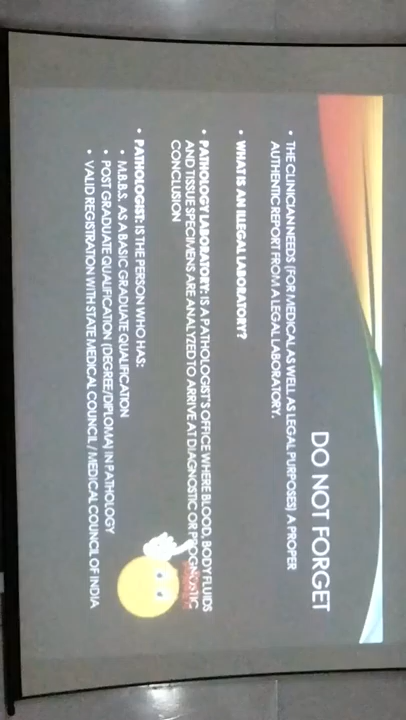 DO NOT FORGET
• THE CLINICIAN NEEDS (FOR MEDICAL AS WELL AS LEGAL PURPOSES) A PROPER
AUTHENTIC REPORT FROM A LEGAL LABORATORY.
• WHAT IS AN ILLEGAL LABORATORY?
• PATHOLOGY LABORATORY: IS A PATHOLOGIST'S OFFICE WHERE BLOOD, BODY FLUIDS
AND TISSUE SPECIMENS ARE ANALYZED TO ARRIVE AT DIAGNOSTIC OR PROGNOSTIC
CONCLUSION
• PATHOLOGIST: IS THE PERSON WHO HAS:
• M.B.B.S. AS A BASIC GRADUATE QUALIFICATION
• POST GRADUATE QUALIFICATION (DEGREE/DIPLOMA) IN PATHOLOGY
• VALID REGISTRATION WITH STATE MEDICAL COUNCIL / MEDICAL COUNCIL OF INDIA